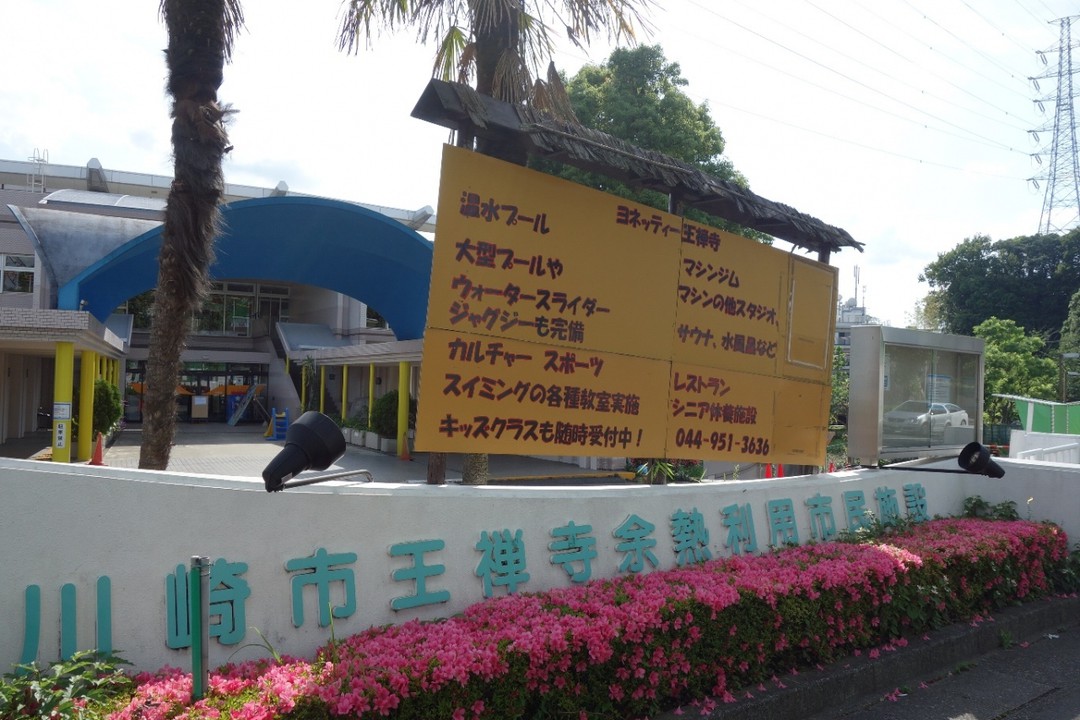 温水プール
大型プールや
ウォータースライダー
ジャグジーも完備
カルチャー スポーツ
スイミングの各種教室実施
キッズクラスも随時受付中！
ヨネッティー王禅寺
マシンジム
マシンの他スタジオ、
サウナ、水風呂など
レストラン
シニア休養施設
044-951-3636
川崎市王禅寺余熱利用市民施設